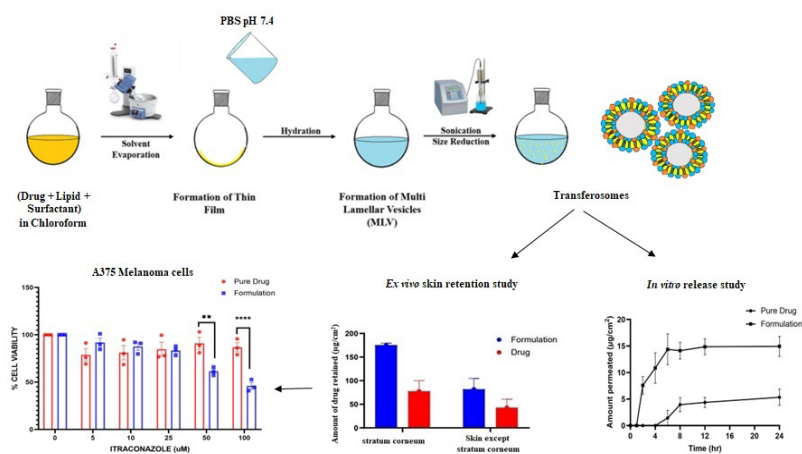 PBS pH 7.4
Solvent
Evaporation
Hydration
Sonication
Size Reduction
(Drug + Lipid +
Surfactant)
in Chloroform
Formation of Thin
Film
Formation of Multi
Lamellar Vesicles
(MLV)
Transferosomes
A375 Melanoma cells
Pure Drug
Formulation
**
****
% CELL VIABILITY
150
100
50
0
0
5
10
25
50
100
ITRACONAZOLE (uM)
Ex vivo skin retention study
Formulation
Drug
Amount of drug retained (µg/cm²)
200
150
100
50
0
stratum corneum
Skin except
stratum corneum
In vitro release study
Pure Drug
Formulation
Amount permeated (µg/cm²)
20
15
10
5
0
0
4
8
12
16
20
24
Time (hr)